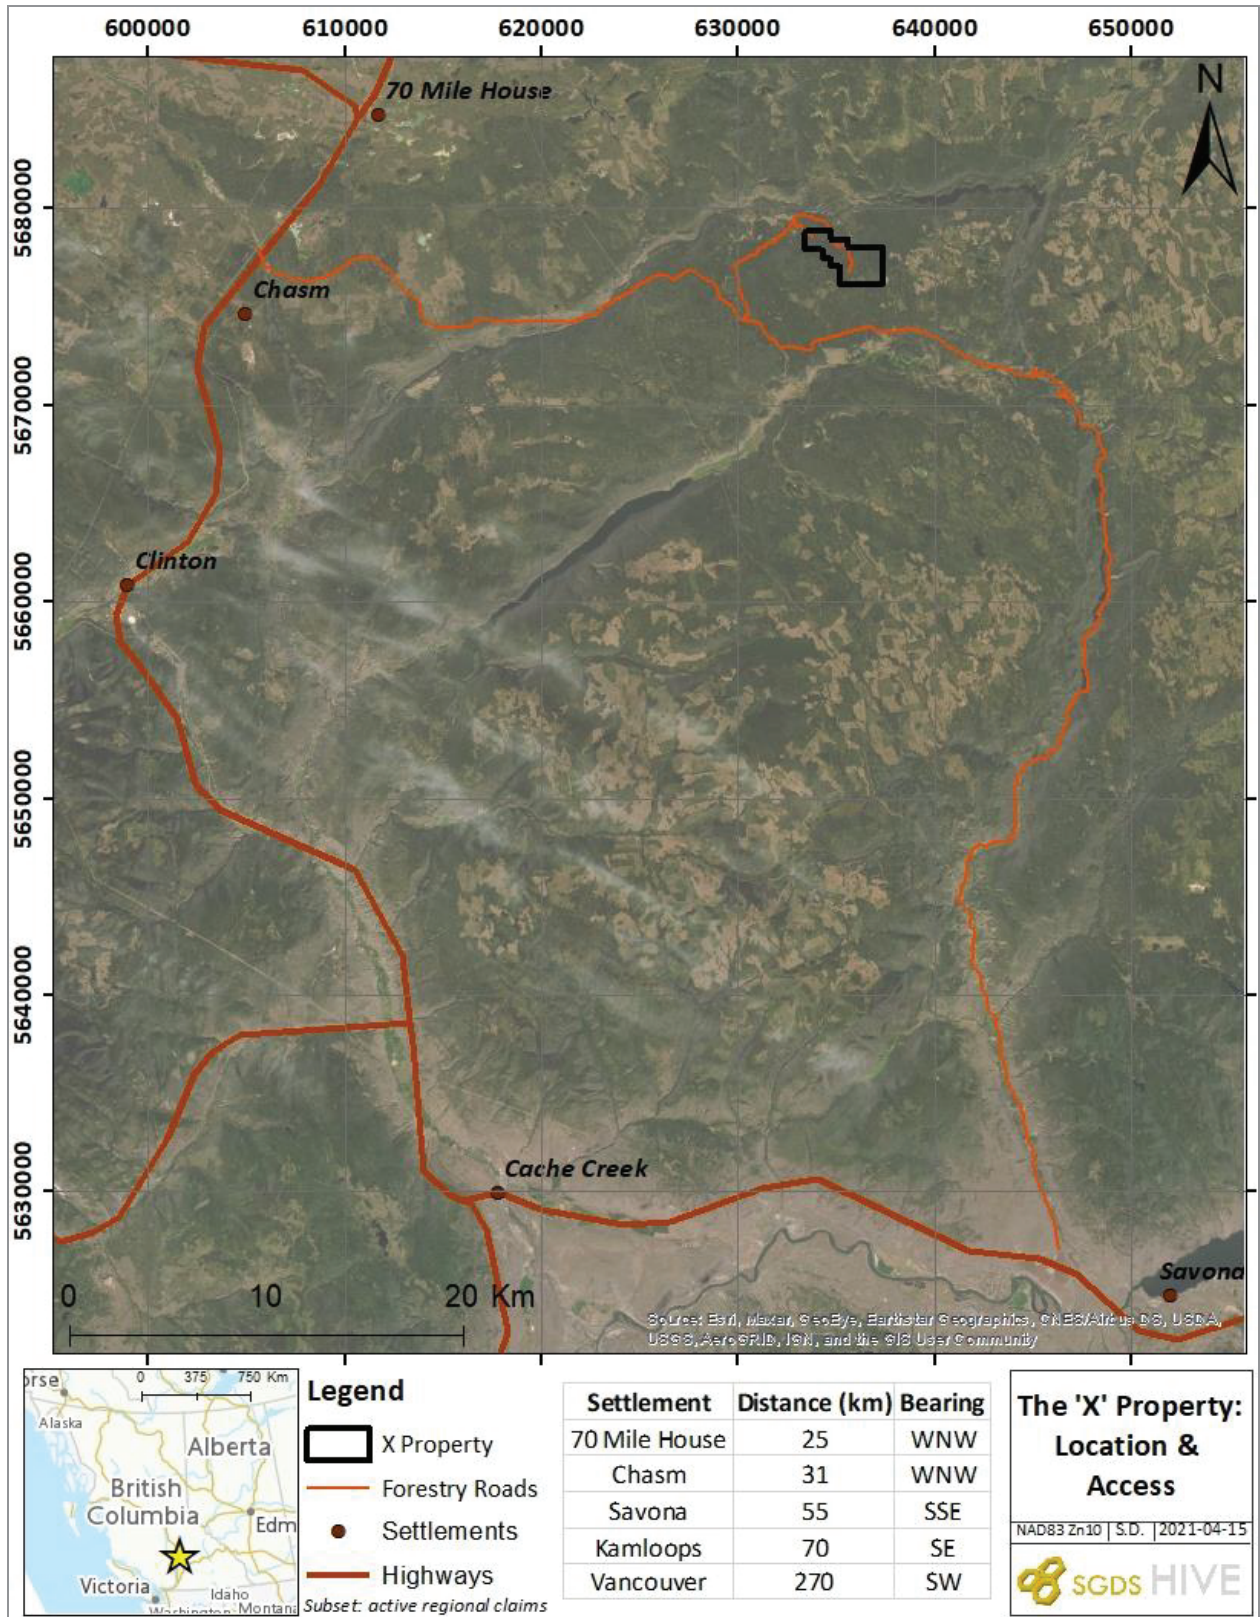 600000 610000 620000 630000 640000 650000
N
70 Mile House
5680000
Chasm
5670000
Clinton
5660000
5650000
5640000
Cache Creek
5630000
Savona
0 10 20 Km
Source: Esri, Maxar, GeoEye, Earthstar Geographics, CNES/Airbus DS, USDA,
USGS, AeroGRID, IGN, and the GIS User Community
orse
0 375 750 Km
Alaska
Alberta
British
Columbia
Edm
Victoria
Idaho
Washington Montana
Legend
X Property
Forestry Roads
Settlements
Highways
Subset: active regional claims
Settlement Distance (km) Bearing
70 Mile House 25 WNW
Chasm 31 WNW
Savona 55 SSE
Kamloops 70 SE
Vancouver 270 SW
The 'X' Property:
Location &
Access
NAD83 Zn10 S.D. 2021-04-15
SGDS HIVE